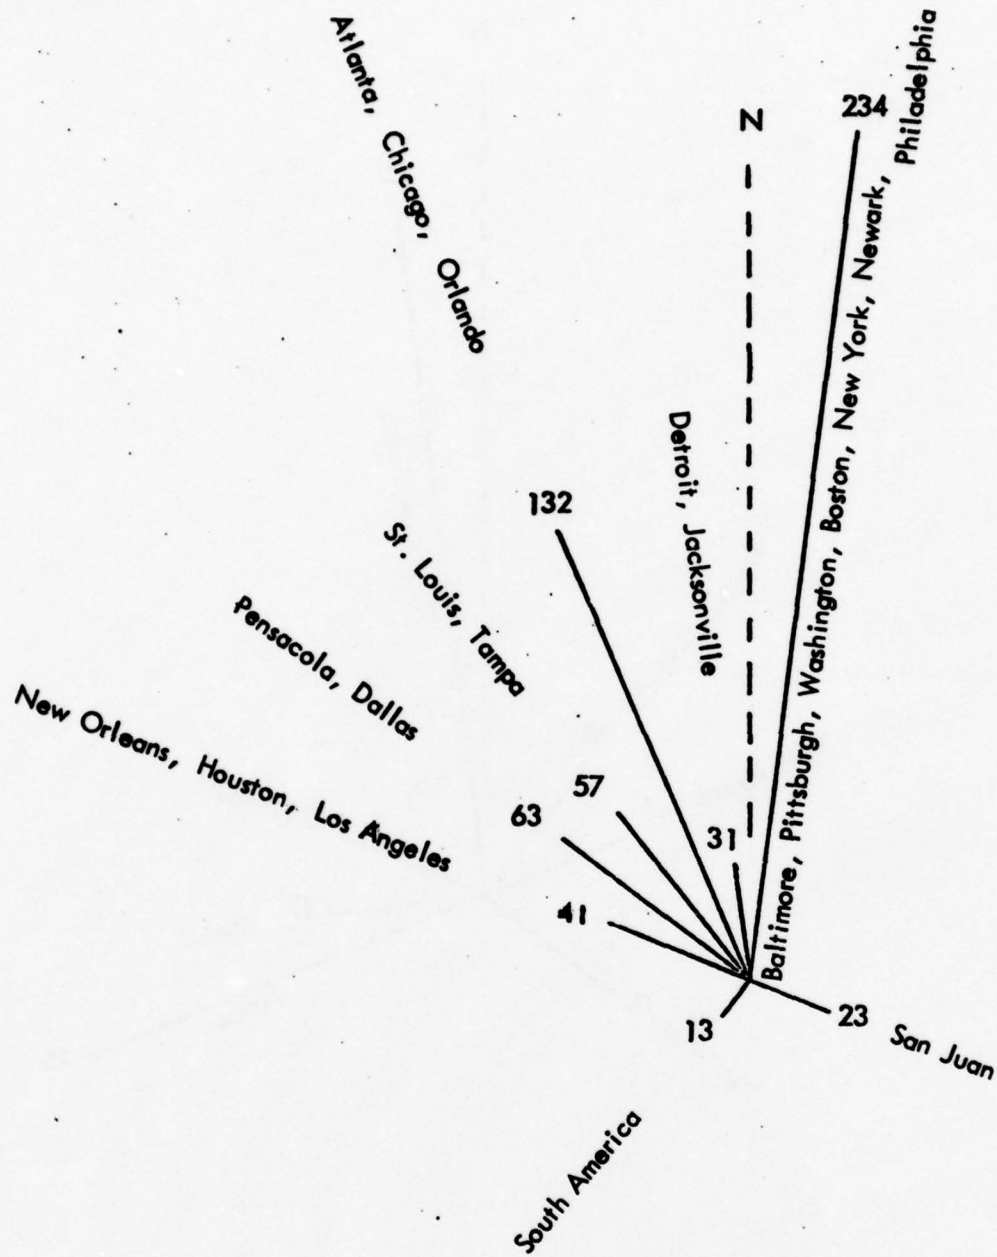 Atlanta, Chicago, Orlando
N
234
Baltimore, Pittsburgh, Washington, Boston, New York, Newark, Philadelphia
Detroit, Jacksonville
132
St. Louis, Tampa
Pensacola, Dallas
New Orleans, Houston, Los Angeles
57
63
31
41
13
23
San Juan
South America